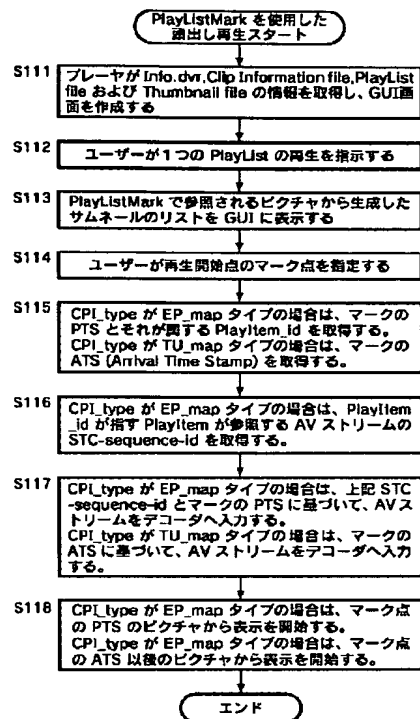 PlayListMark を使用した
頭出し再生スタート
S111
プレーヤが Info.dvr,Clip Information file,PlayList
file および Thumbnail file の情報を取得し、GUI画
面を作成する
S112
ユーザーが1つの PlayList の再生を指示する
S113
PlayListMark で参照されるピクチャから生成した
サムネールのリストを GUI に表示する
S114
ユーザーが再生開始点のマーク点を指定する
S115
CPI_type が EP_map タイプの場合は、マークの
PTS とそれが関する PlayItem_id を取得する。
CPI_type が TU_map タイプの場合は、マークの
ATS (Arrival Time Stamp) を取得する。
S116
CPI_type が EP_map タイプの場合は、PlayItem
_id が指す PlayItem が参照する AV ストリームの
STC-sequence-id を取得する。
S117
CPI_type が EP_map タイプの場合は、上記 STC
-sequence-id とマークの PTS に基づいて、AVス
トリームをデコーダへ入力する。
CPI_type が TU_map タイプの場合は、マークの
ATS に基づいて、AV ストリームをデコーダへ入力
する。
S118
CPI_type が EP_map タイプの場合は、マーク点
の PTS のピクチャから表示を開始する。
CPI_type が EP_map タイプの場合は、マーク点
の ATS 以後のピクチャから表示を開始する。
エンド